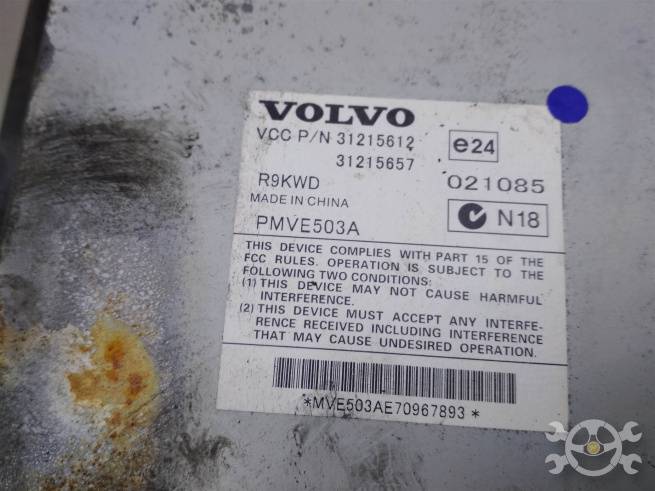 VOLVO
VCC P/N 31215612
31215657
e24
R9KWD
021085
MADE IN CHINA
PMVE503A
N18
THIS DEVICE COMPLIES WITH PART 15 OF THE
FCC RULES. OPERATION IS SUBJECT TO THE
FOLLOWING TWO CONDITIONS:
(1) THIS DEVICE MAY NOT CAUSE HARMFUL
INTERFERENCE.
(2) THIS DEVICE MUST ACCEPT ANY INTERFE-
RENCE RECEIVED INCLUDING INTERFERENCE
THAT MAY CAUSE UNDESIRED OPERATION.
*MVE503AE70967893*